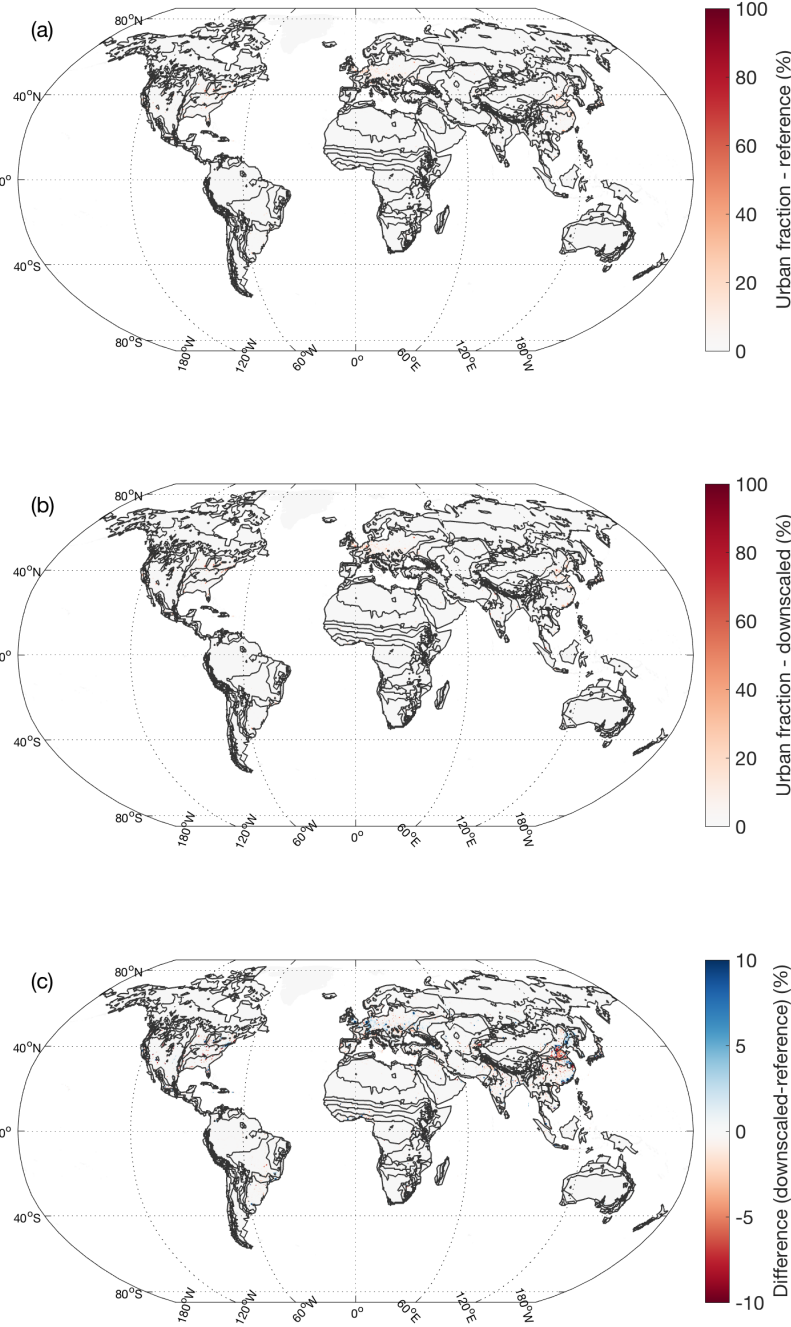 (a)
80°N
40°N
0°
40°S
80°S
180°W
120°W
60°W
0°
60°E
120°E
180°W
100
80
60
40
20
0
Urban fraction - reference (%)
(b)
80°N
40°N
0°
40°S
80°S
180°W
120°W
60°W
0°
60°E
120°E
180°W
100
80
60
40
20
0
Urban fraction - downscaled (%)
(c)
80°N
40°N
0°
40°S
80°S
180°W
120°W
60°W
0°
60°E
120°E
180°W
10
5
0
-5
-10
Difference (downscaled-reference) (%)